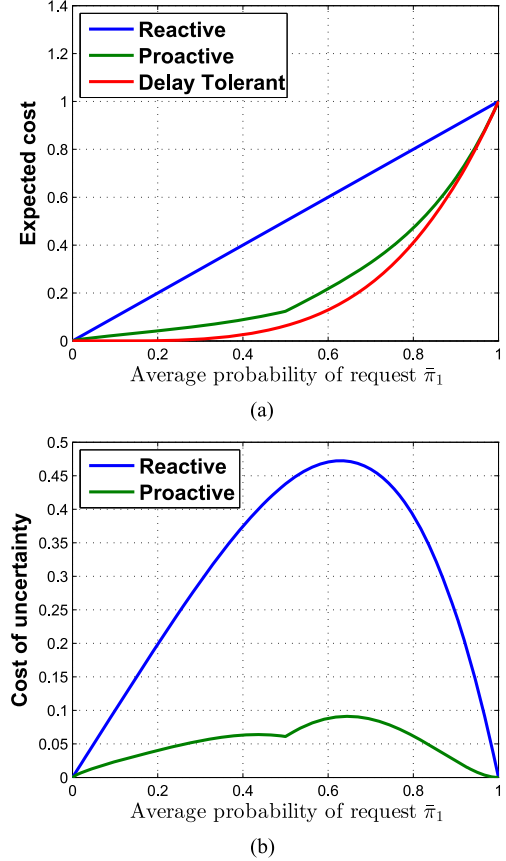 1.4
1.2
1
0.8
0.6
0.4
0.2
0
Reactive
Proactive
Delay Tolerant
Expected cost
0 0.2 0.4 0.6 0.8 1
Average probability of request π̄₁
(a)
0.5
0.45
0.4
0.35
0.3
0.25
0.2
0.15
0.1
0.05
0
Reactive
Proactive
Cost of uncertainty
0 0.2 0.4 0.6 0.8 1
Average probability of request π̄₁
(b)